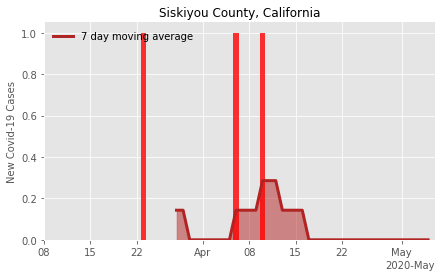 Siskiyou County, California
7 day moving average
New Covid-19 Cases
1.0
0.8
0.6
0.4
0.2
0.0
08 15 22 Apr 08 15 22 May
2020-May